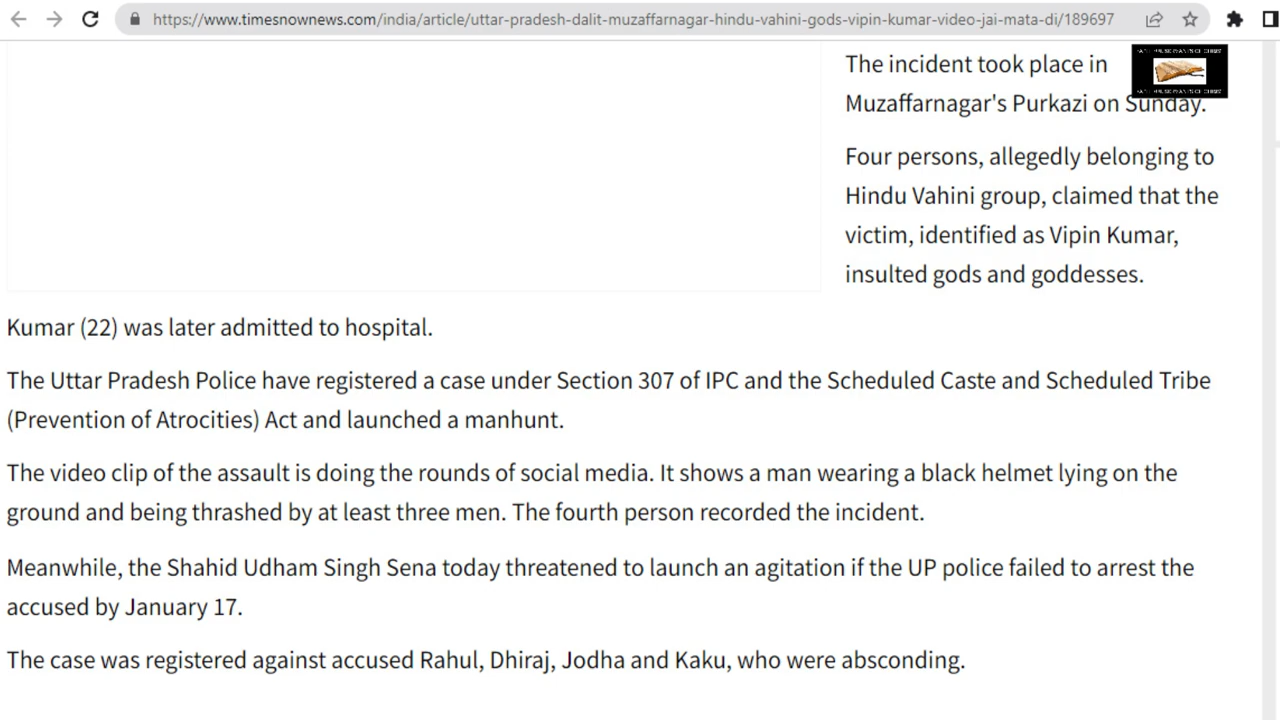 https://www.timesnownews.com/india/article/uttar-pradesh-dalit-muzaffarnagar-hindu-vahini-gods-vipin-kumar-video-jai-mata-di/189697
The incident took place in
Muzaffarnagar's Purkazi on Sunday.
Four persons, allegedly belonging to
Hindu Vahini group, claimed that the
victim, identified as Vipin Kumar,
insulted gods and goddesses.
Kumar (22) was later admitted to hospital.
The Uttar Pradesh Police have registered a case under Section 307 of IPC and the Scheduled Caste and Scheduled Tribe
(Prevention of Atrocities) Act and launched a manhunt.
The video clip of the assault is doing the rounds of social media. It shows a man wearing a black helmet lying on the
ground and being thrashed by at least three men. The fourth person recorded the incident.
Meanwhile, the Shahid Udham Singh Sena today threatened to launch an agitation if the UP police failed to arrest the
accused by January 17.
The case was registered against accused Rahul, Dhiraj, Jodha and Kaku, who were absconding.